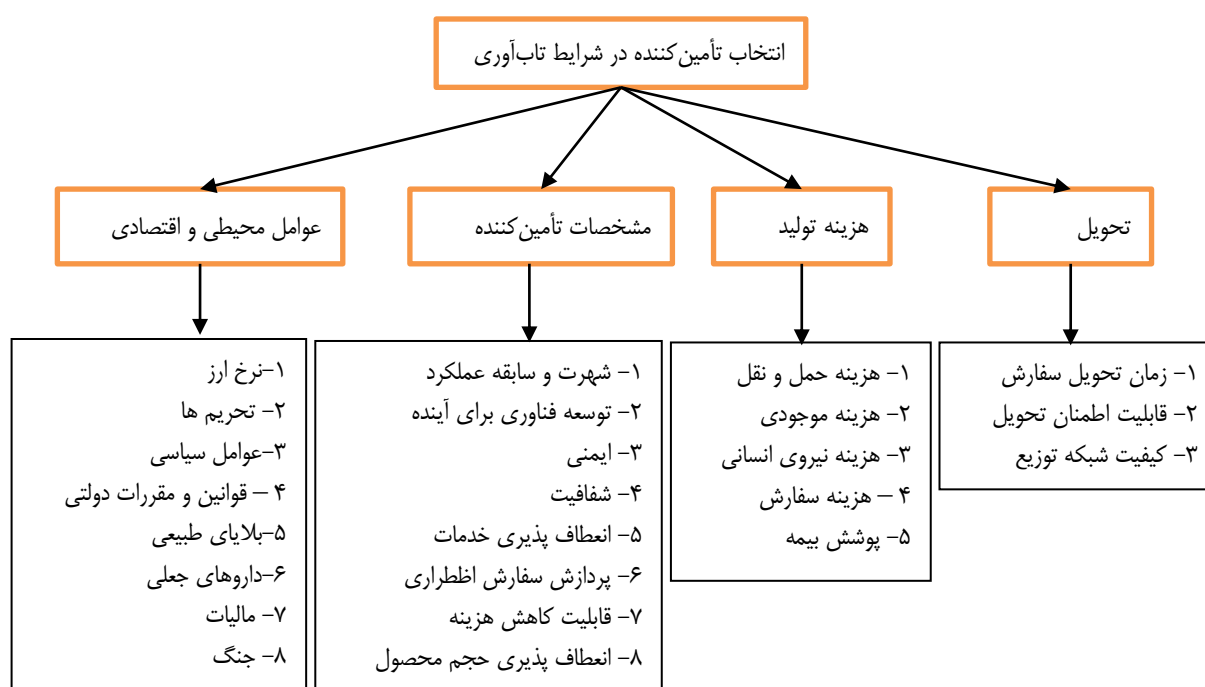 انتخاب تأمین‌کننده در شرایط تاب‌آوری
تحویل
هزینه تولید
مشخصات تأمین‌کننده
عوامل محیطی و اقتصادی
۱- زمان تحویل سفارش
۲- قابلیت اطمنان تحویل
۳- کیفیت شبکه توزیع
۱- هزینه حمل و نقل
۲- هزینه موجودی
۳- هزینه نیروی انسانی
۴ – هزینه سفارش
۵- پوشش بیمه
۱- شهرت و سابقه عملکرد
۲- توسعه فناوری برای آینده
۳- ایمنی
۴- شفافیت
۵- انعطاف پذیری خدمات
۶- پردازش سفارش اظطراری
۷- قابلیت کاهش هزینه
۸- انعطاف پذیری حجم محصول
۱-نرخ ارز
۲- تحریم ها
۳-عوامل سیاسی
۴ – قوانین و مقررات دولتی
۵-بلایای طبیعی
۶-داروهای جعلی
۷- مالیات
۸- جنگ